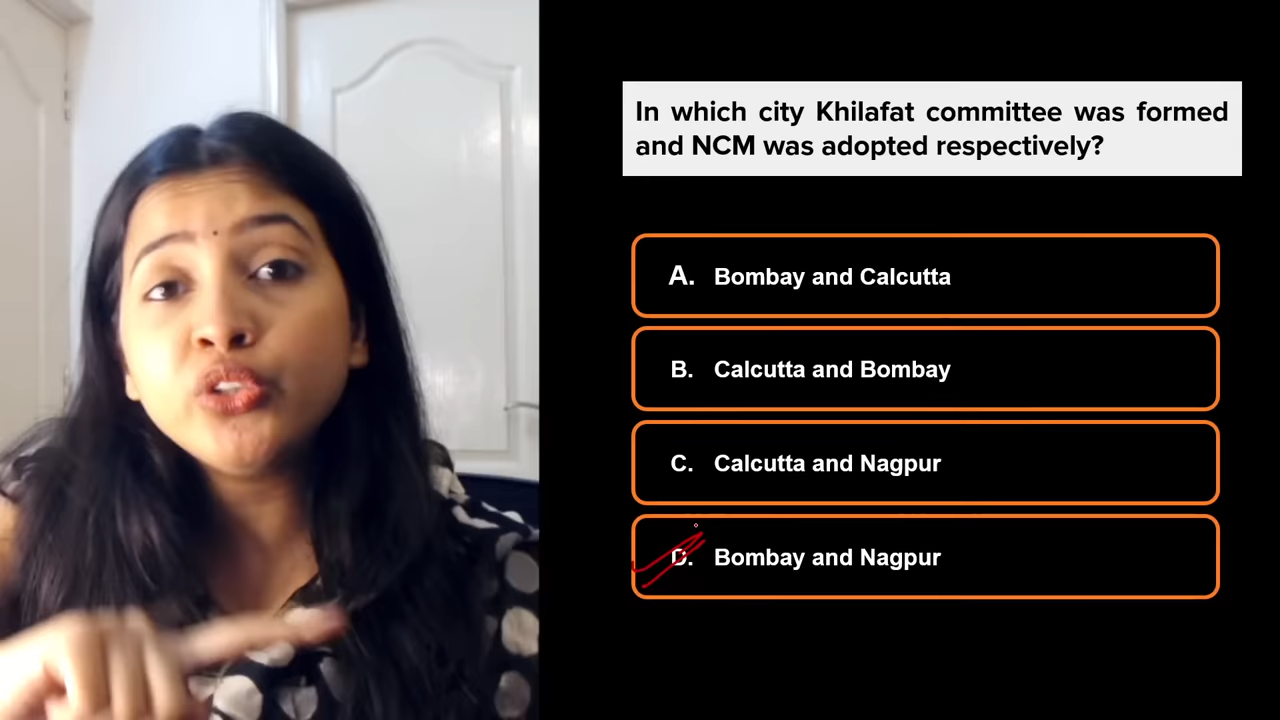 In which city Khilafat committee was formed
and NCM was adopted respectively?
A. Bombay and Calcutta
B. Calcutta and Bombay
C. Calcutta and Nagpur
D. Bombay and Nagpur